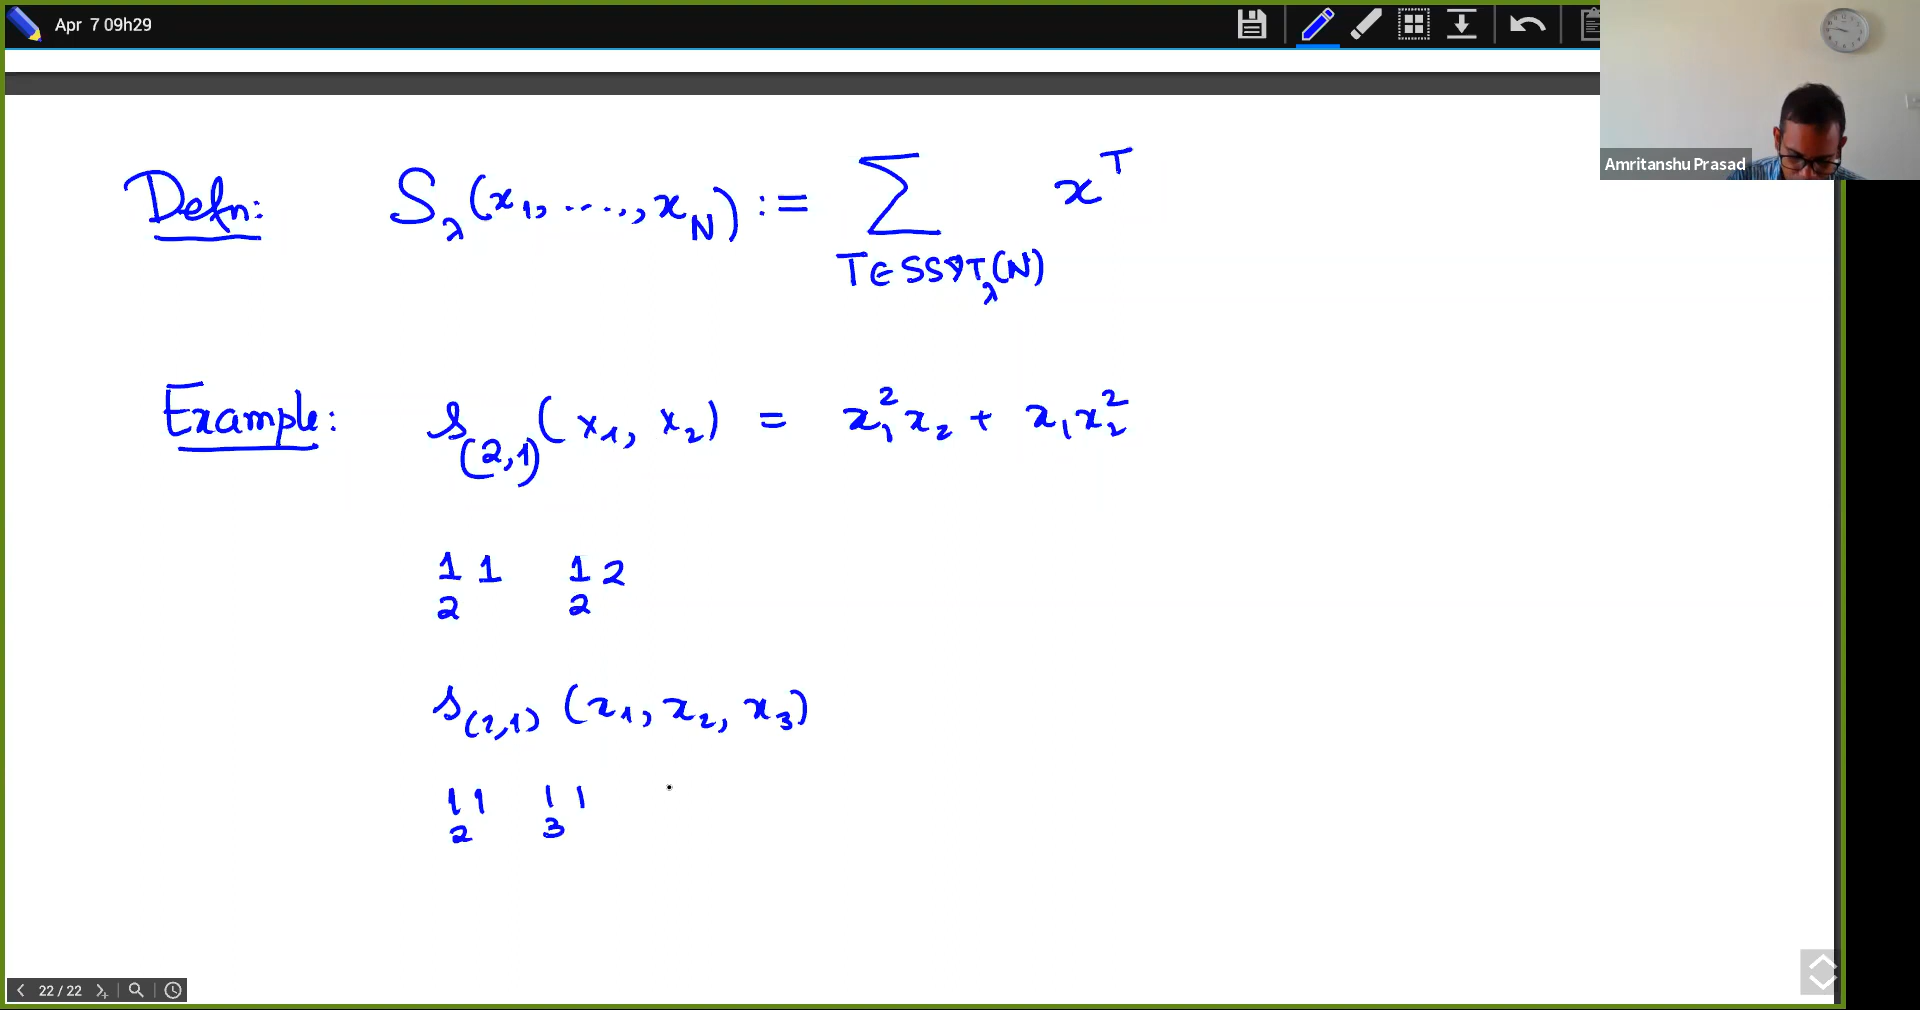 Apr 7 09h29
Amritanshu Prasad
Defn: S_λ(x_1, ...., x_N) := ∑ x^T
T∈SSYT_λ(N)
Example: s_(2,1)(x_1, x_2) = x_1^2 x_2 + x_1 x_2^2
1 1 1 2
2 2
s_(2,1) (x_1, x_2, x_3)
1 1 1 1
2 3
22 / 22